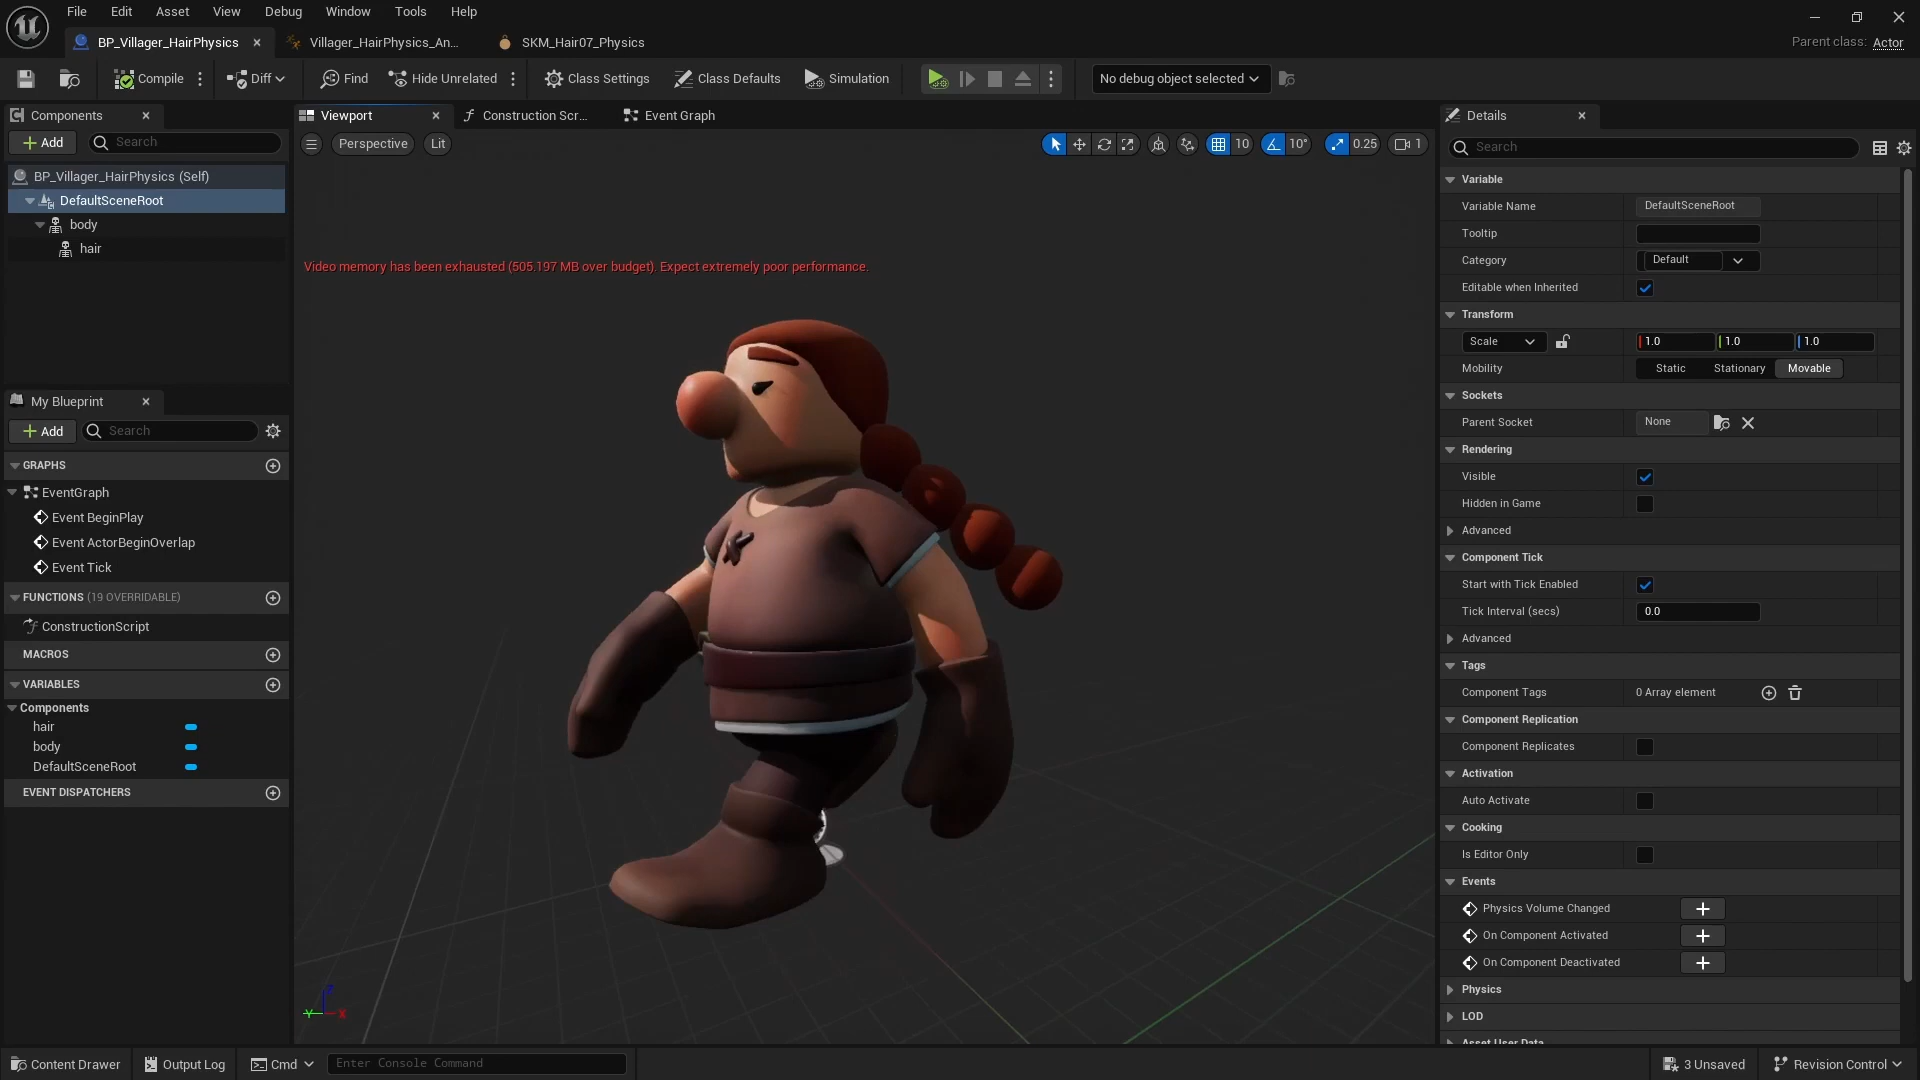 File Edit Asset View Debug Window Tools Help
BP_Villager_HairPhysics
Villager_HairPhysics_An...
SKM_Hair07_Physics
Parent class: Actor
Compile
Diff
Find
Hide Unrelated
Class Settings
Class Defaults
Simulation
No debug object selected
Components
Add
Search
BP_Villager_HairPhysics (Self)
DefaultSceneRoot
body
hair
My Blueprint
Add
Search
GRAPHS
EventGraph
Event BeginPlay
Event ActorBeginOverlap
Event Tick
FUNCTIONS (19 OVERRIDABLE)
ConstructionScript
MACROS
VARIABLES
Components
hair
body
DefaultSceneRoot
EVENT DISPATCHERS
Viewport
Construction Scr...
Event Graph
Perspective
Lit
10
10°
0.25
1
Video memory has been exhausted (505.197 MB over budget). Expect extremely poor performance.
Z
Y
X
Details
Search
Variable
Variable Name DefaultSceneRoot
Tooltip
Category Default
Editable when Inherited
Transform
Scale 1.0 1.0 1.0
Mobility Static Stationary Movable
Sockets
Parent Socket None
Rendering
Visible
Hidden in Game
Advanced
Component Tick
Start with Tick Enabled
Tick Interval (secs) 0.0
Advanced
Tags
Component Tags 0 Array element
Component Replication
Component Replicates
Activation
Auto Activate
Cooking
Is Editor Only
Events
Physics Volume Changed
On Component Activated
On Component Deactivated
Physics
LOD
Asset User Data
Content Drawer
Output Log
Cmd
Enter Console Command
3 Unsaved
Revision Control